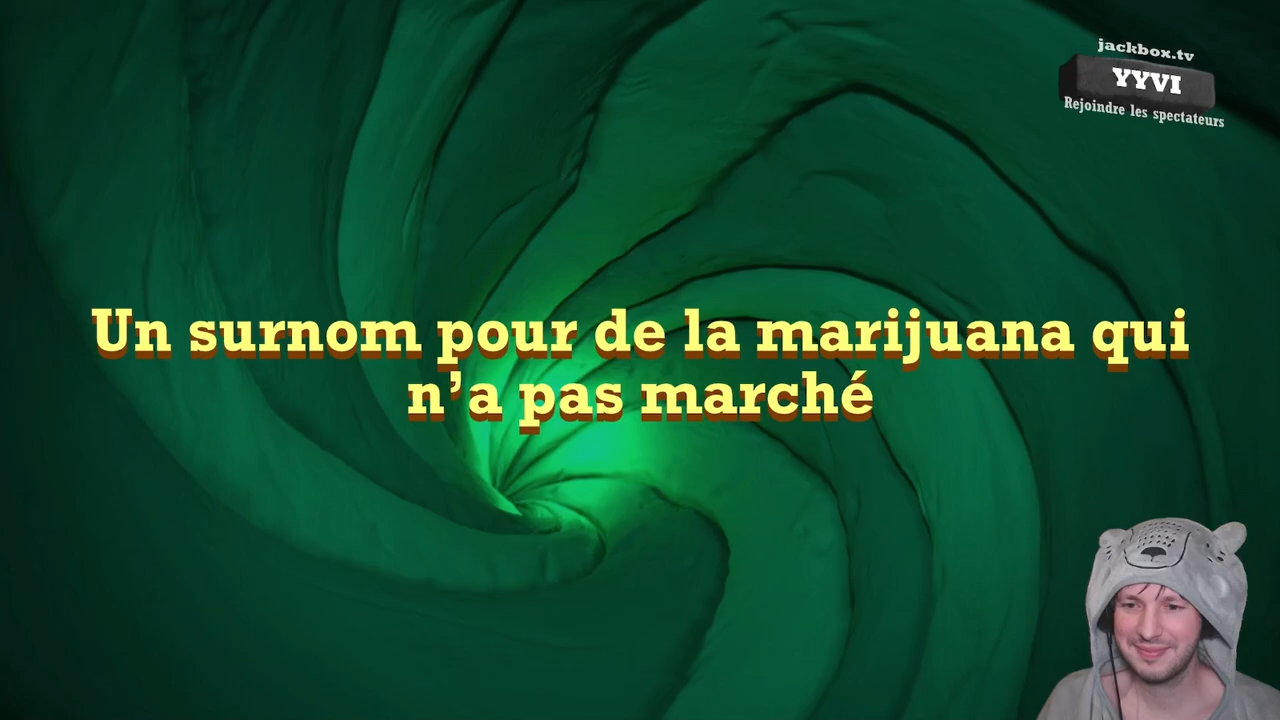 jackbox.tv
YYVI
Rejoindre les spectateurs
Un surnom pour de la marijuana qui
n’a pas marché